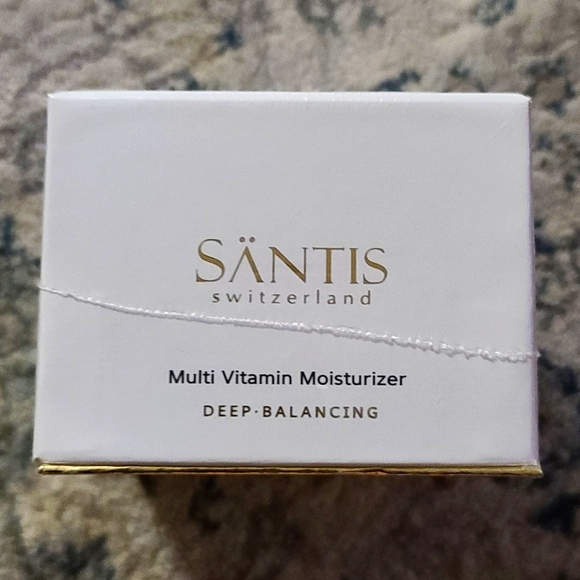 SÄNTIS
switzerland
Multi Vitamin Moisturizer
DEEP·BALANCING